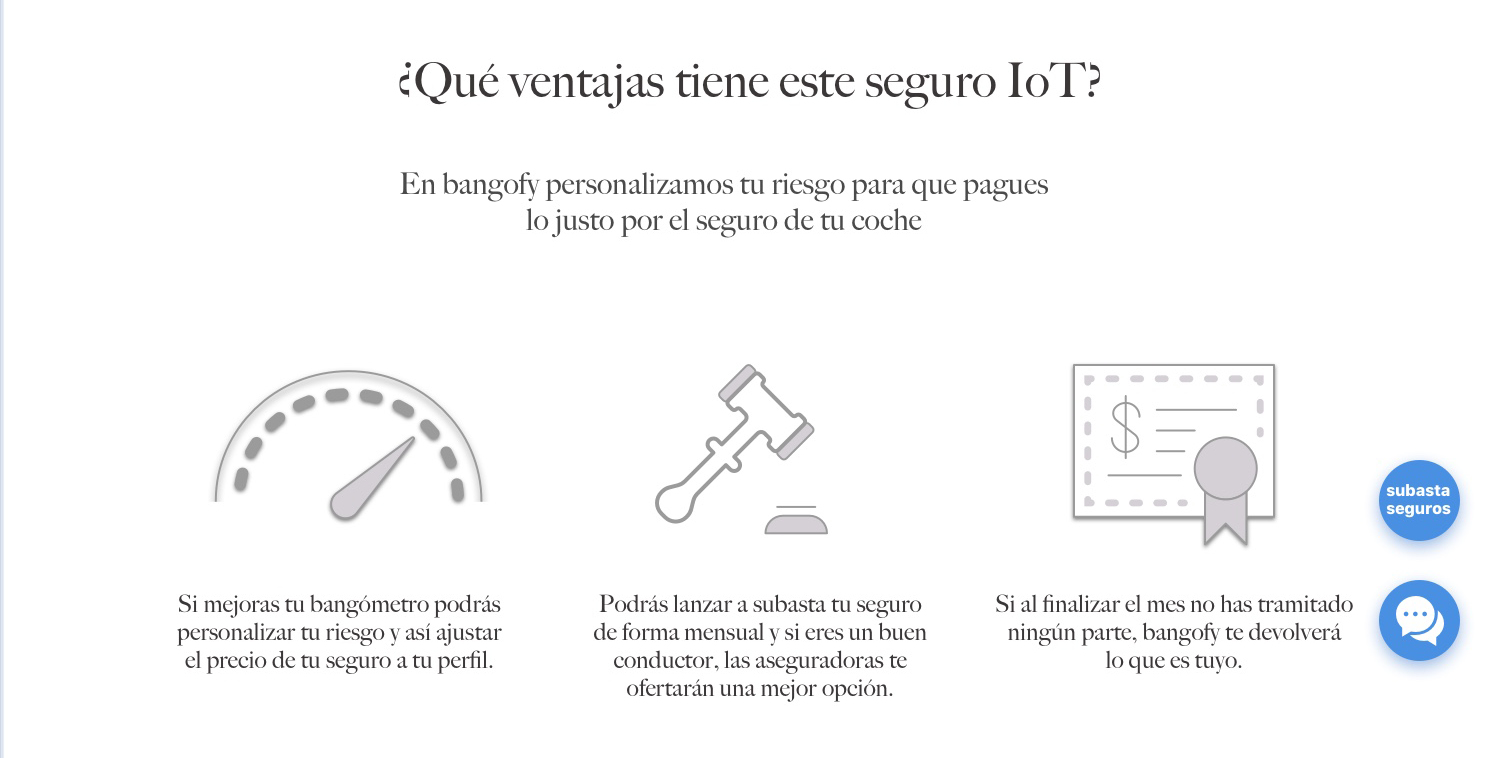 ¿Qué ventajas tiene este seguro IoT?
En bangofy personalizamos tu riesgo para que pagues
lo justo por el seguro de tu coche
$
Si mejoras tu bangómetro podrás
personalizar tu riesgo y así ajustar
el precio de tu seguro a tu perfil.
Podrás lanzar a subasta tu seguro
de forma mensual y si eres un buen
conductor, las aseguradoras te
ofertarán una mejor opción.
Si al finalizar el mes no has tramitado
ningún parte, bangofy te devolverá
lo que es tuyo.
subasta
seguros